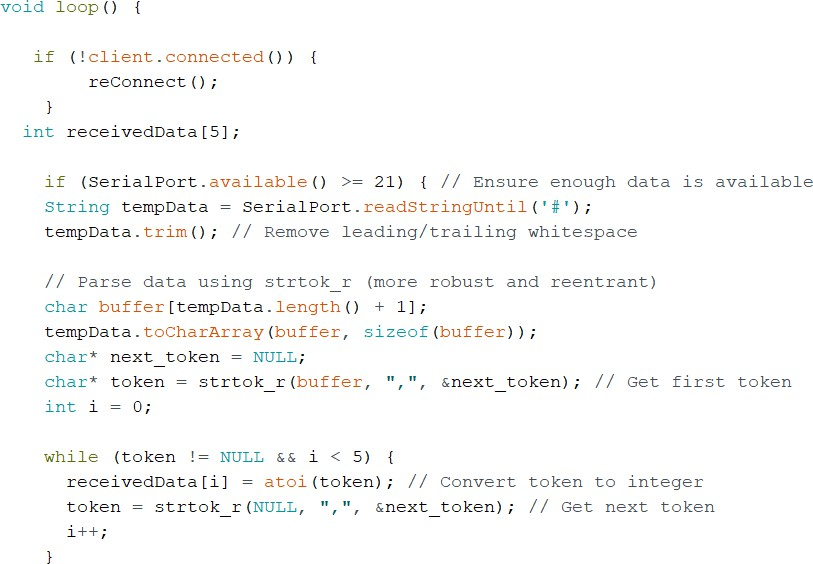 void loop() {
if (!client.connected()) {
reConnect();
}
int receivedData[5];
if (SerialPort.available() >= 21) { // Ensure enough data is available
String tempData = SerialPort.readStringUntil('#');
tempData.trim(); // Remove leading/trailing whitespace
// Parse data using strtok_r (more robust and reentrant)
char buffer[tempData.length() + 1];
tempData.toCharArray(buffer, sizeof(buffer));
char* next_token = NULL;
char* token = strtok_r(buffer, ",", &next_token); // Get first token
int i = 0;
while (token != NULL && i < 5) {
receivedData[i] = atoi(token); // Convert token to integer
token = strtok_r(NULL, ",", &next_token); // Get next token
i++;
}